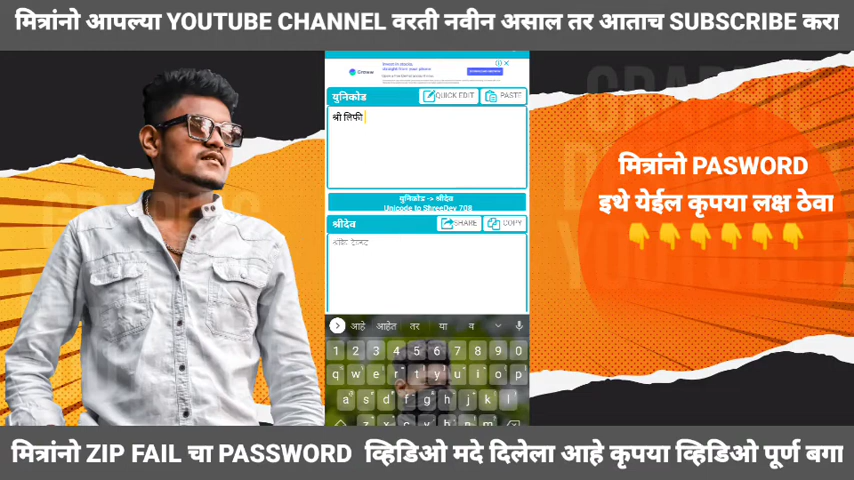 मित्रांनो आपल्या YOUTUBE CHANNEL वरती नवीन असाल तर आताच SUBSCRIBE करा
युनिकोड
QUICK EDIT
PASTE
श्री लिफी
युनिकोड -> श्रीदेव
Unicode to ShreeDev 708
श्रीदेव
SHARE
COPY
आहे आहेत तर या व
1 2 3 4 5 6 7 8 9 0
q w e r t y u i o p
a s d f g h j k l
z x c v b n m
मित्रांनो PASWORD
इथे येईल कृपया लक्ष ठेवा
👇👇👇👇👇👇
मित्रांनो ZIP FAIL चा PASSWORD व्हिडिओ मदे दिलेला आहे कृपया व्हिडिओ पूर्ण बगा